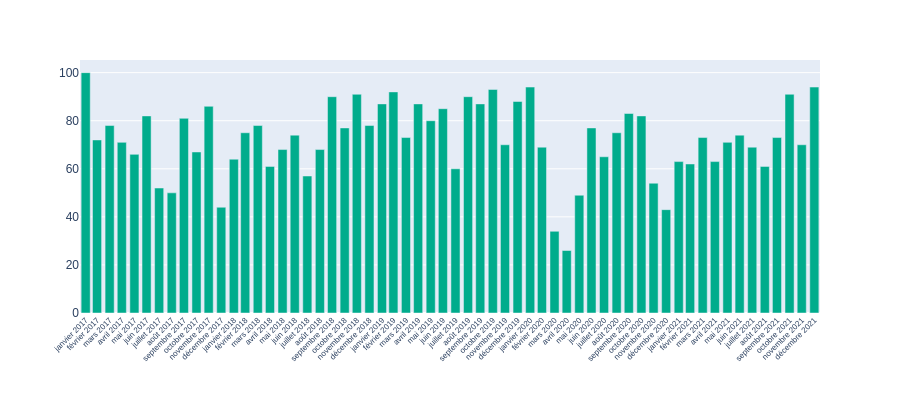 100
80
60
40
20
0
janvier 2017
février 2017
mars 2017
avril 2017
mai 2017
juin 2017
juillet 2017
août 2017
septembre 2017
octobre 2017
novembre 2017
décembre 2017
janvier 2018
février 2018
mars 2018
avril 2018
mai 2018
juin 2018
juillet 2018
août 2018
septembre 2018
octobre 2018
novembre 2018
décembre 2018
janvier 2019
février 2019
mars 2019
avril 2019
mai 2019
juin 2019
juillet 2019
août 2019
septembre 2019
octobre 2019
novembre 2019
décembre 2019
janvier 2020
février 2020
mars 2020
avril 2020
mai 2020
juin 2020
juillet 2020
août 2020
septembre 2020
octobre 2020
novembre 2020
décembre 2020
janvier 2021
février 2021
mars 2021
avril 2021
mai 2021
juin 2021
juillet 2021
août 2021
septembre 2021
octobre 2021
novembre 2021
décembre 2021